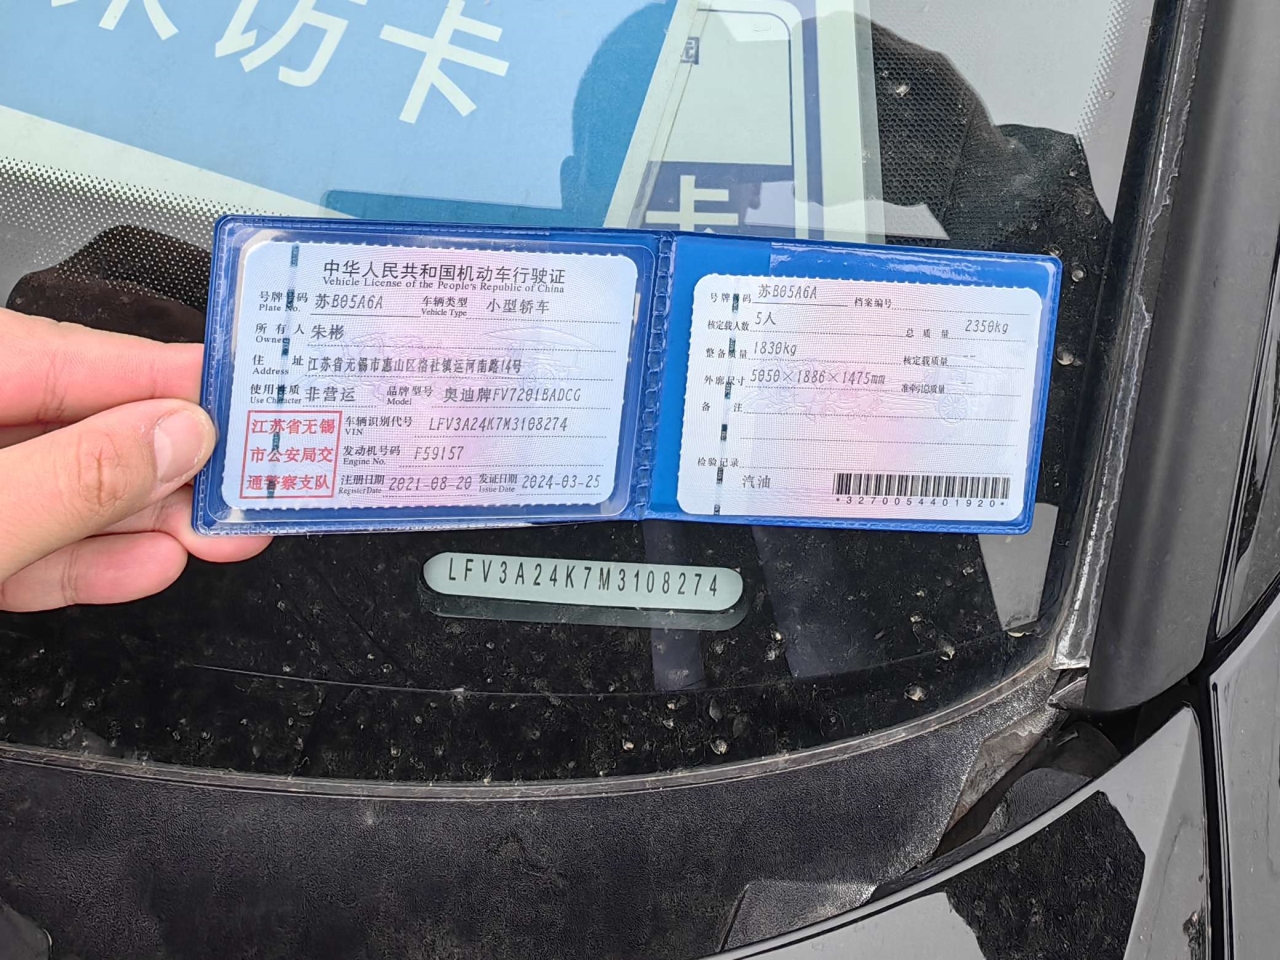 访卡
卡
中华人民共和国机动车行驶证
Vehicle License of the People's Republic of China
号牌号码 苏B05A6A 车辆类型 小型轿车
Plate No. Vehicle Type
所有人 朱彬
Owner
住址 江苏省无锡市惠山区洛社镇运河南路14号
Address
使用性质 非营运 品牌型号 奥迪牌FV7201BADCG
Use Character Model
江苏省无锡
市公安局交
通警察支队
车辆识别代号 LFV3A24K7M3108274
VIN
发动机号码 F59157
Engine No.
注册日期 2021-08-20 发证日期 2024-03-25
Register Date Issue Date
号牌号码 苏B05A6A 档案编号
核定载人数 5人 总质量 2350kg
整备质量 1830kg 核定载质量 --
外廓尺寸 5050×1886×1475mm 准牵引总质量 --
备注
检验记录
汽油
*3270054401920*
LFV3A24K7M3108274